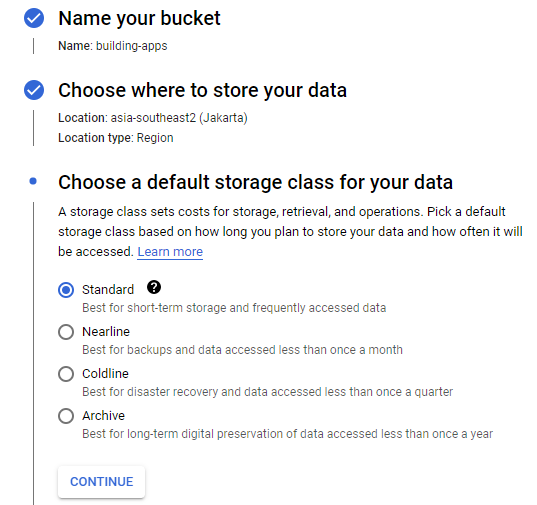 Name your bucket
Name: building-apps
Choose where to store your data
Location: asia-southeast2 (Jakarta)
Location type: Region
Choose a default storage class for your data
A storage class sets costs for storage, retrieval, and operations. Pick a default
storage class based on how long you plan to store your data and how often it will
be accessed. Learn more
Standard ?
Best for short-term storage and frequently accessed data
Nearline
Best for backups and data accessed less than once a month
Coldline
Best for disaster recovery and data accessed less than once a quarter
Archive
Best for long-term digital preservation of data accessed less than once a year
CONTINUE